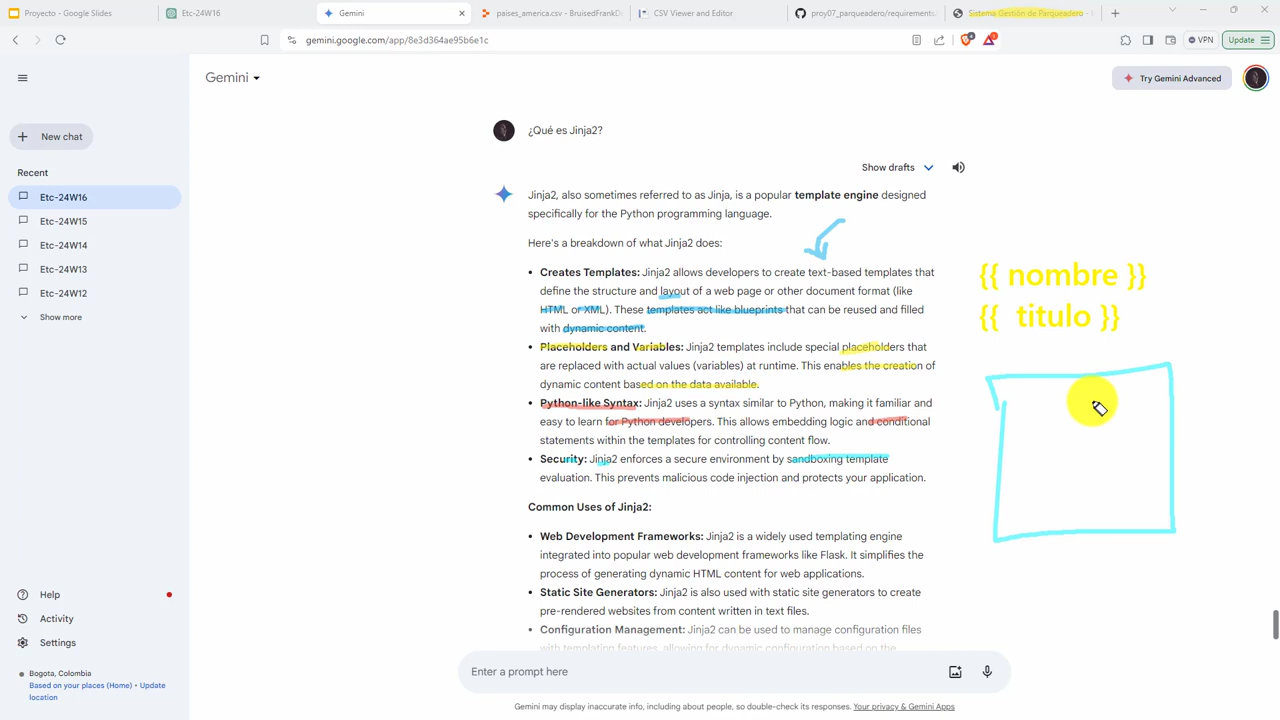 Proyecto - Google Slides
Etc-24W16
Gemini
paises_america.csv - BruisedFrankD
CSV Viewer and Editor
proy07_parqueadero/requirements.
Sistema Gestión de Parqueadero -
gemini.google.com/app/8e3d364ae95b6e1c
VPN
Update
Gemini
Try Gemini Advanced
New chat
Recent
Etc-24W16
Etc-24W15
Etc-24W14
Etc-24W13
Etc-24W12
Show more
¿Qué es Jinja2?
Show drafts
Jinja2, also sometimes referred to as Jinja, is a popular template engine designed
specifically for the Python programming language.
Here's a breakdown of what Jinja2 does:
• Creates Templates: Jinja2 allows developers to create text-based templates that
define the structure and layout of a web page or other document format (like
HTML or XML). These templates act like blueprints that can be reused and filled
with dynamic content.
• Placeholders and Variables: Jinja2 templates include special placeholders that
are replaced with actual values (variables) at runtime. This enables the creation of
dynamic content based on the data available.
• Python-like Syntax: Jinja2 uses a syntax similar to Python, making it familiar and
easy to learn for Python developers. This allows embedding logic and conditional
statements within the templates for controlling content flow.
• Security: Jinja2 enforces a secure environment by sandboxing template
evaluation. This prevents malicious code injection and protects your application.
Common Uses of Jinja2:
• Web Development Frameworks: Jinja2 is a widely used templating engine
integrated into popular web development frameworks like Flask. It simplifies the
process of generating dynamic HTML content for web applications.
• Static Site Generators: Jinja2 is also used with static site generators to create
pre-rendered websites from content written in text files.
• Configuration Management: Jinja2 can be used to manage configuration files
with templating features, allowing for dynamic configuration based on the
{{ nombre }}
{{ titulo }}
Help
Activity
Settings
Bogota, Colombia
Based on your places (Home) • Update
location
Enter a prompt here
Gemini may display inaccurate info, including about people, so double-check its responses. Your privacy & Gemini Apps